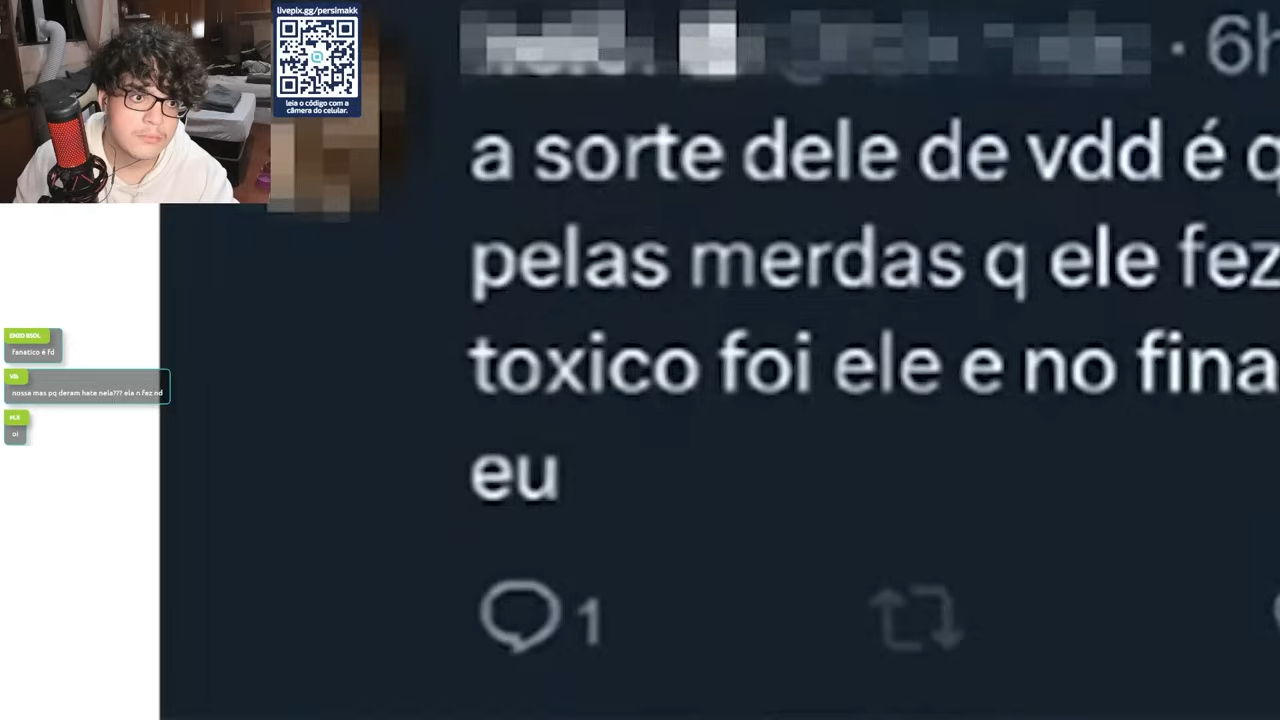 livepix.gg/persimakk
leia o código com a
câmera do celular.
· 6h
a sorte dele de vdd é q
pelas merdas q ele fez
toxico foi ele e no fina
eu
1
fanatico é fd
nossa mas pq deram hate nela??? ela n fez nd
oi